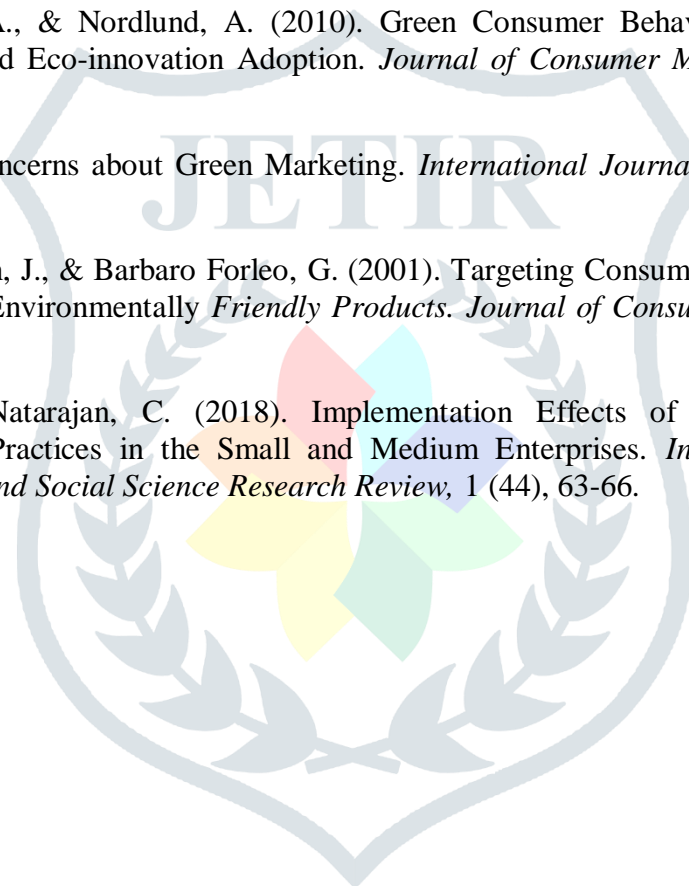 A., & Nordlund, A. (2010). Green Consumer Behav
d Eco-innovation Adoption. Journal of Consumer M
JETIR
ncerns about Green Marketing. International Journa
, J., & Barbaro Forleo, G. (2001). Targeting Consum
Environmentally Friendly Products. Journal of Consu
Natarajan, C. (2018). Implementation Effects of
Practices in the Small and Medium Enterprises. In
nd Social Science Research Review, 1 (44), 63-66.